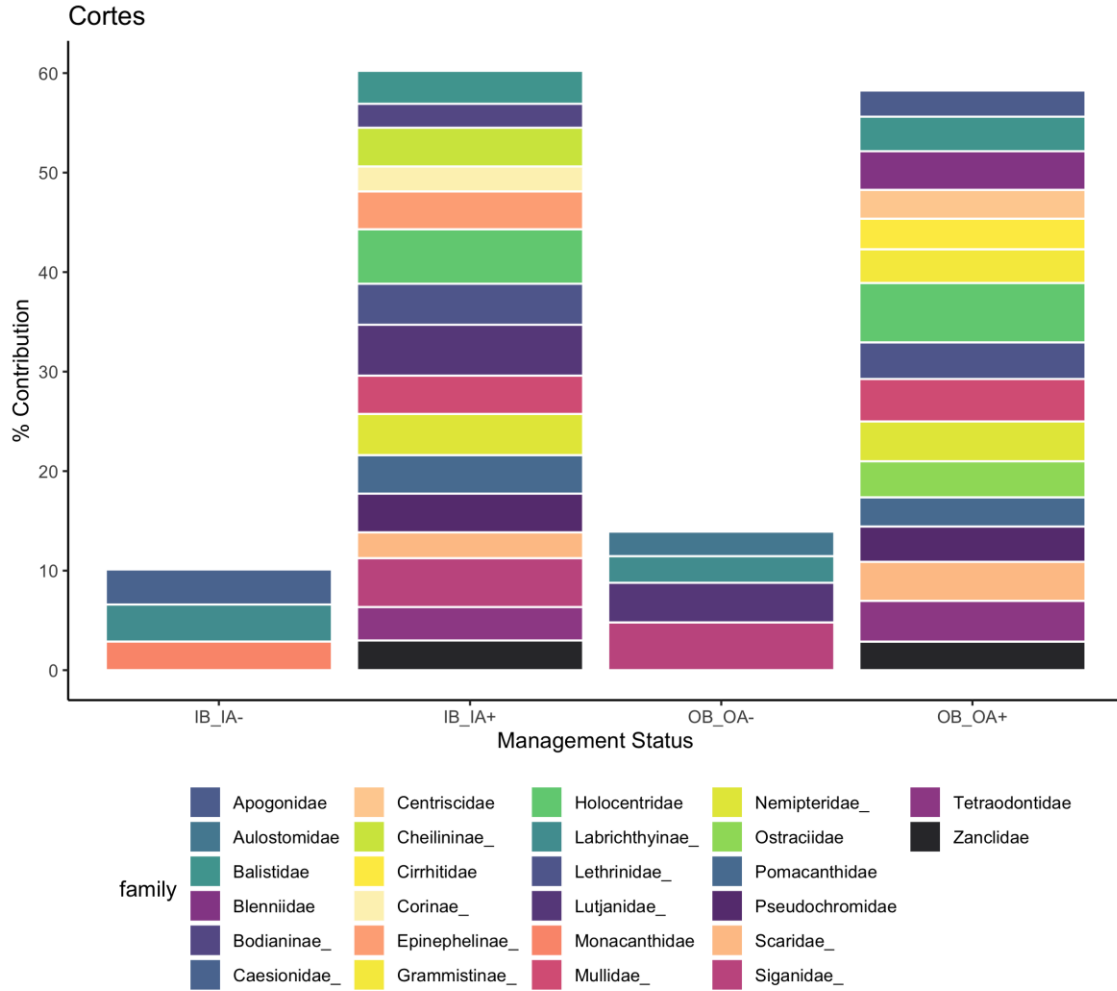 Cortes
60
50
40
30
20
10
0
% Contribution
IB_IA-
IB_IA+
OB_OA-
OB_OA+
Management Status
family
Apogonidae
Aulostomidae
Balistidae
Blenniidae
Bodianinae_
Caesionidae_
Centriscidae
Cheilininae_
Cirrhitidae
Corinae_
Epinephelinae_
Grammistinae_
Holocentridae
Labrichthyinae_
Lethrinidae_
Lutjanidae_
Monacanthidae
Mullidae_
Nemipteridae_
Ostraciidae
Pomacanthidae
Pseudochromidae
Scaridae_
Siganidae_
Tetraodontidae
Zanclidae